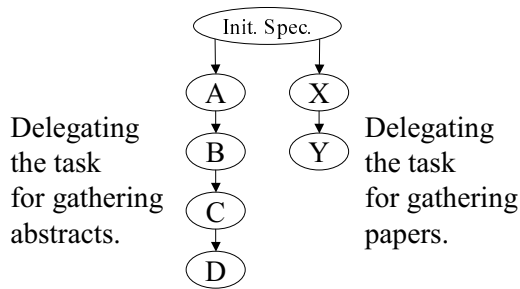 Init. Spec.
A
X
B
Y
C
D
Delegating
the task
for gathering
abstracts.
Delegating
the task
for gathering
papers.